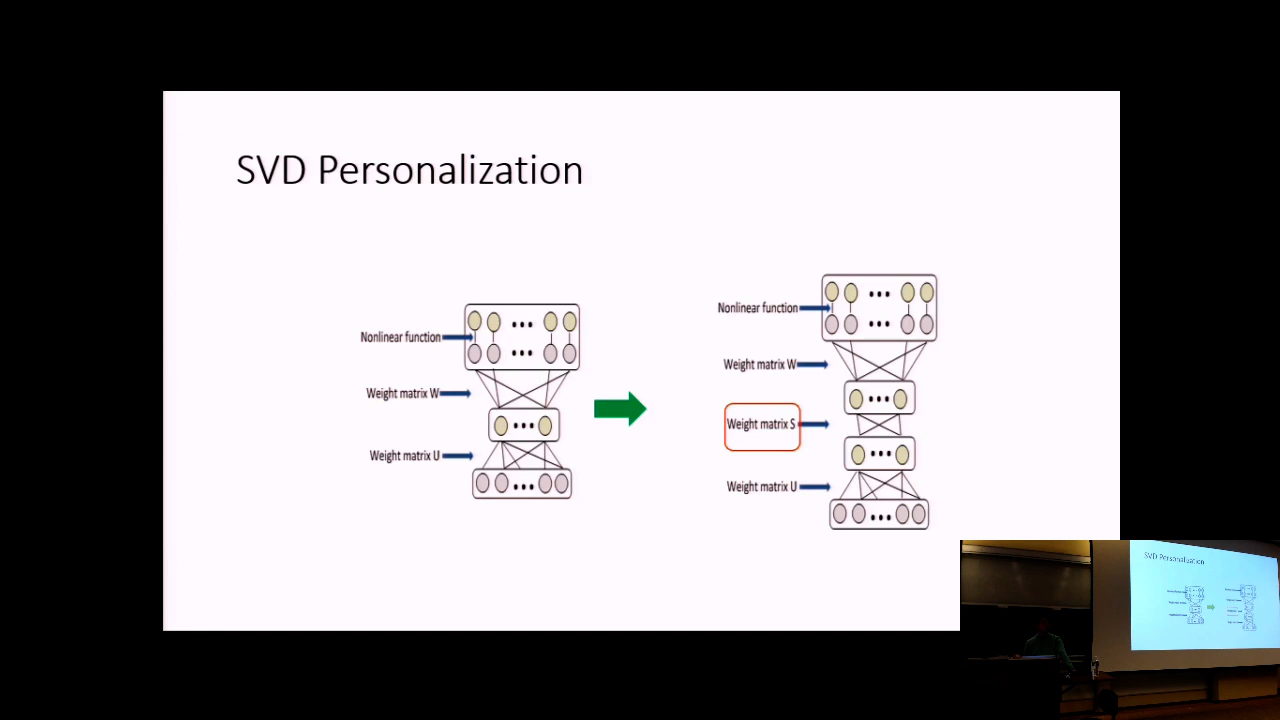 SVD Personalization
Nonlinear function
Weight matrix W
Weight matrix U
Nonlinear function
Weight matrix W
Weight matrix S
Weight matrix U
SVD Personalization